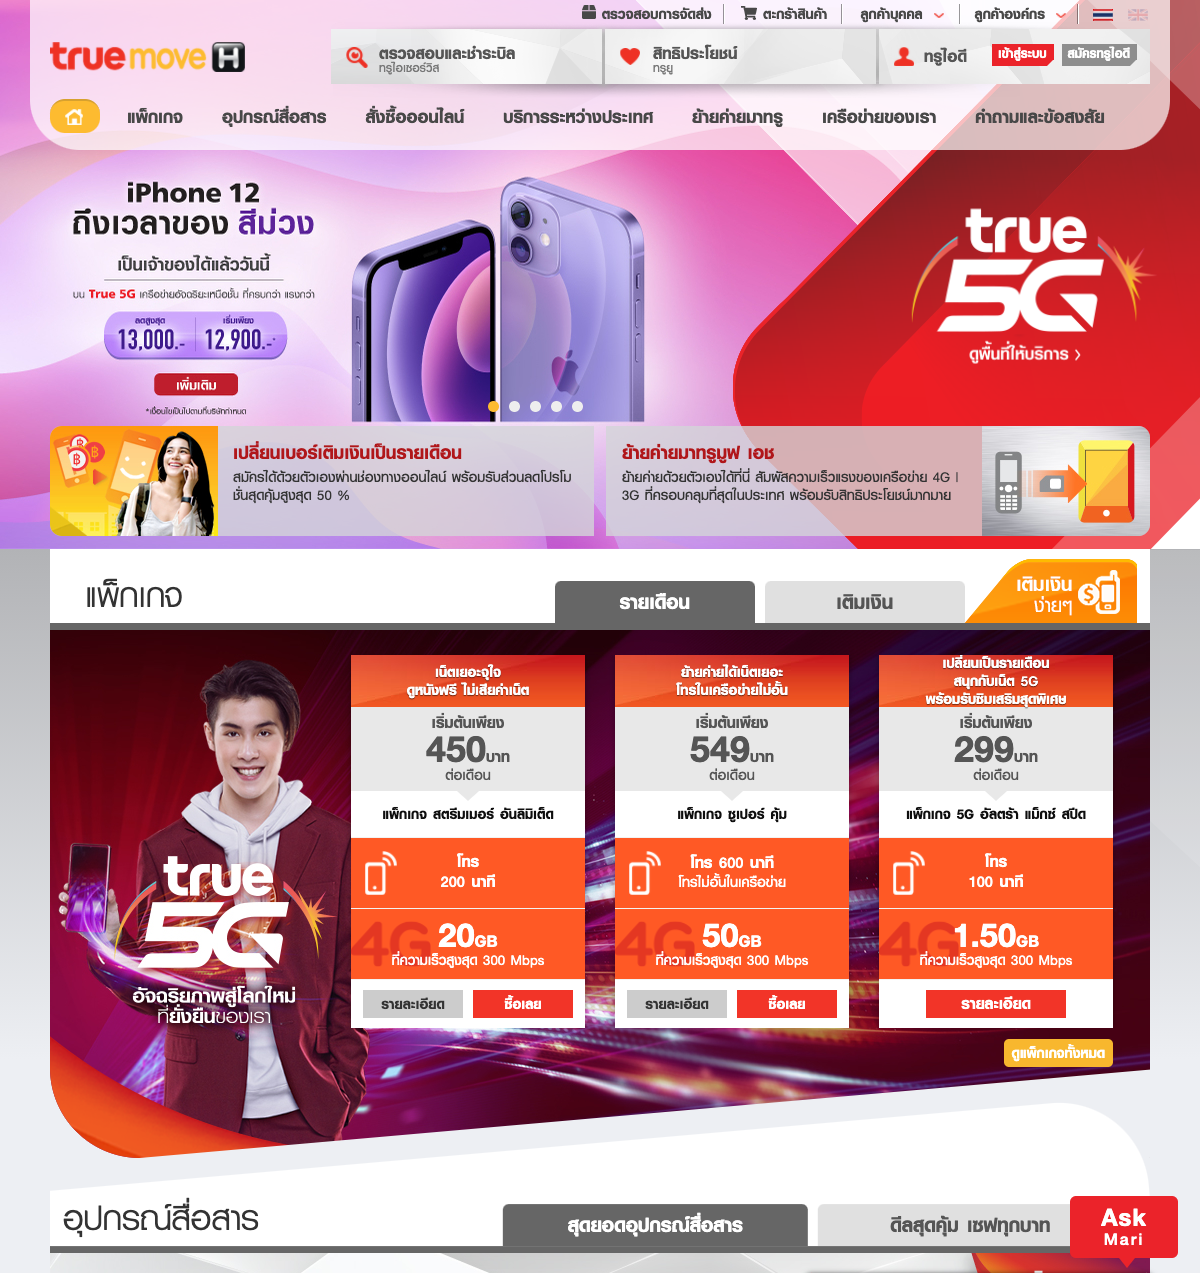 ตรวจสอบการจัดส่ง
ตะกร้าสินค้า
ลูกค้าบุคคล
ลูกค้าองค์กร
true move H
ตรวจสอบและชำระบิล
ทรูไอเซอร์วิส
สิทธิประโยชน์
ทรูยู
ทรูไอดี
เข้าสู่ระบบ
สมัครทรูไอดี
แพ็กเกจ
อุปกรณ์สื่อสาร
สั่งซื้อออนไลน์
บริการระหว่างประเทศ
ย้ายค่ายมาทรู
เครือข่ายของเรา
คำถามและข้อสงสัย
iPhone 12
ถึงเวลาของ สีม่วง
เป็นเจ้าของได้แล้ววันนี้
บน True 5G เครือข่ายอัจฉริยะเหนือชั้น ที่ครบกว่า แรงกว่า
ลดสูงสุด
13,000.-
เริ่มเพียง
12,900.-*
เพิ่มเติม
*เงื่อนไขเป็นไปตามที่บริษัทกำหนด
true
5G
ดูพื้นที่ให้บริการ >
เปลี่ยนเบอร์เติมเงินเป็นรายเดือน
สมัครได้ด้วยตัวเองผ่านช่องทางออนไลน์ พร้อมรับส่วนลดโปรโม
ชั่นสุดคุ้มสูงสุด 50 %
ย้ายค่ายมาทรูมูฟ เอช
ย้ายค่ายด้วยตัวเองได้ที่นี่ สัมผัสความเร็วแรงของเครือข่าย 4G |
3G ที่ครอบคลุมที่สุดในประเทศ พร้อมรับสิทธิประโยชน์มากมาย
แพ็กเกจ
รายเดือน
เติมเงิน
เติมเงิน
ง่ายๆ
true
5G
อัจฉริยภาพสู่โลกใหม่
ที่ยั่งยืนของเรา
เน็ตเยอะจุใจ
ดูหนังฟรี ไม่เสียค่าเน็ต
เริ่มต้นเพียง
450บาท
ต่อเดือน
แพ็กเกจ สตรีมเมอร์ อันลิมิเต็ด
โทร
200 นาที
4G
20GB
ที่ความเร็วสูงสุด 300 Mbps
รายละเอียด
ซื้อเลย
ย้ายค่ายได้เน็ตเยอะ
โทรในเครือข่ายไม่อั้น
เริ่มต้นเพียง
549บาท
ต่อเดือน
แพ็กเกจ ซูเปอร์ คุ้ม
โทร 600 นาที
โทรไม่อั้นในเครือข่าย
4G
50GB
ที่ความเร็วสูงสุด 300 Mbps
รายละเอียด
ซื้อเลย
เปลี่ยนเป็นรายเดือน
สนุกกับเน็ต 5G
พร้อมรับซิมเสริมสุดพิเศษ
เริ่มต้นเพียง
299บาท
ต่อเดือน
แพ็กเกจ 5G อัลตร้า แม็กซ์ สปีด
โทร
100 นาที
4G
1.50GB
ที่ความเร็วสูงสุด 300 Mbps
รายละเอียด
ดูแพ็กเกจทั้งหมด
อุปกรณ์สื่อสาร
สุดยอดอุปกรณ์สื่อสาร
ดีลสุดคุ้ม เซฟทุกบาท
Ask
Mari